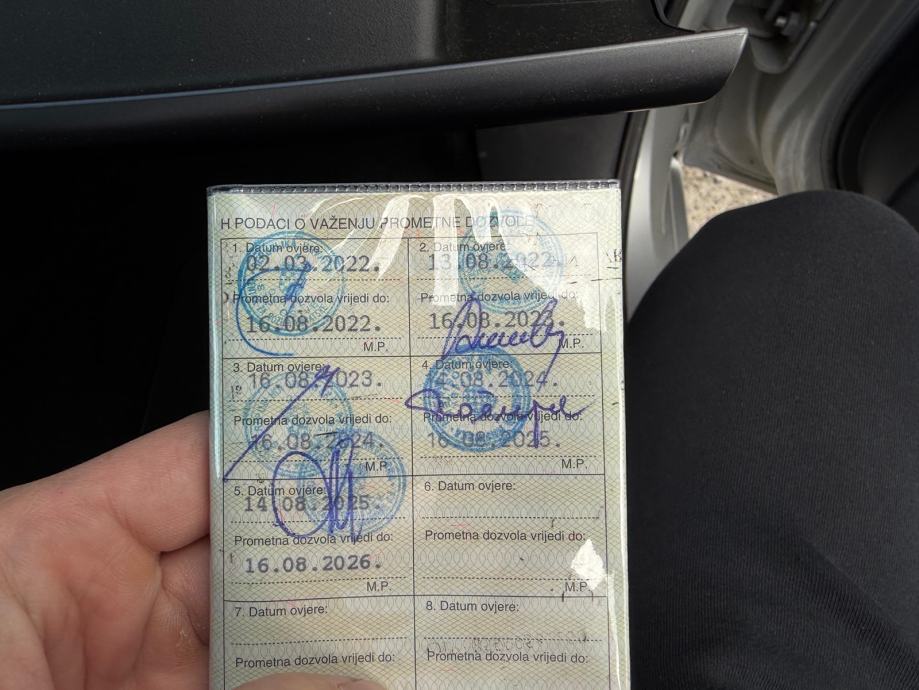 H PODACI O VAŽENJU PROMETNE DOZVOLE
1. Datum ovjere:
02.03.2022.
Prometna dozvola vrijedi do:
16.08.2022.
M.P.
2. Datum ovjere:
13.08.2022.
Prometna dozvola vrijedi do:
16.08.2023.
M.P.
3. Datum ovjere:
16.08.2023.
Prometna dozvola vrijedi do:
16.08.2024.
M.P.
4. Datum ovjere:
14.08.2024.
Prometna dozvola vrijedi do:
16.08.2025.
M.P.
5. Datum ovjere:
14.08.2025.
Prometna dozvola vrijedi do:
16.08.2026.
M.P.
6. Datum ovjere:
Prometna dozvola vrijedi do:
M.P.
7. Datum ovjere:
Prometna dozvola vrijedi do:
8. Datum ovjere:
Prometna dozvola vrijedi do: